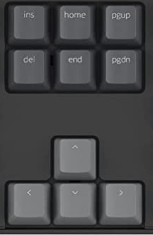 ins home pgup
del end pgdn
^
< ⌄ >